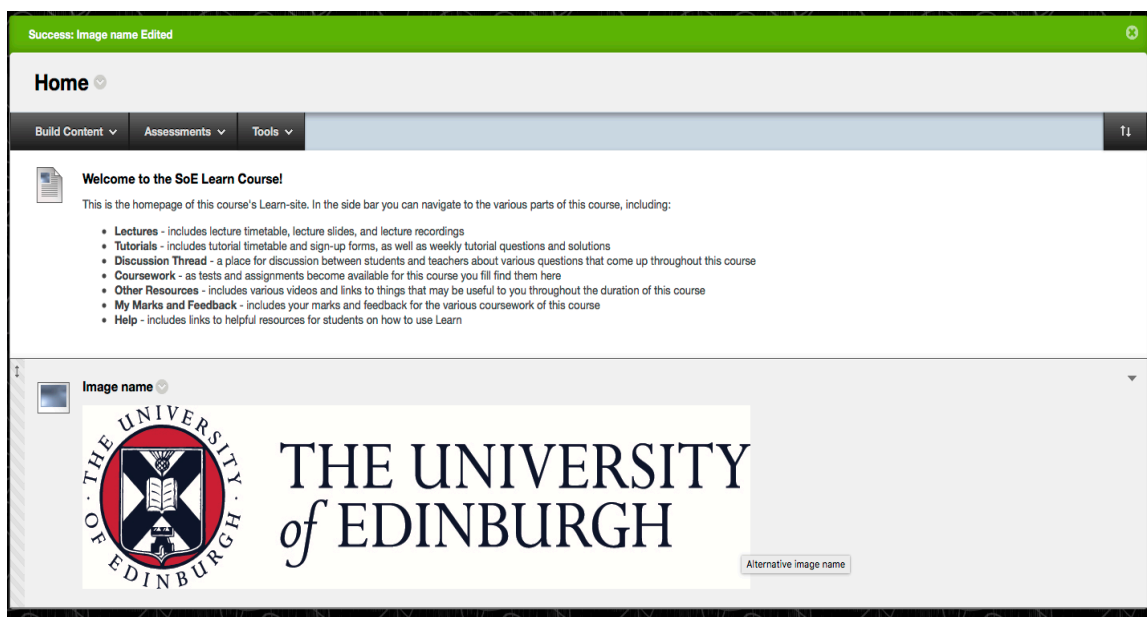 Success: Image name Edited
Home
Build Content
Assessments
Tools
Welcome to the SoE Learn Course!
This is the homepage of this course's Learn-site. In the side bar you can navigate to the various parts of this course, including:
Lectures - includes lecture timetable, lecture slides, and lecture recordings
Tutorials - includes tutorial timetable and sign-up forms, as well as weekly tutorial questions and solutions
Discussion Thread - a place for discussion between students and teachers about various questions that come up throughout this course
Coursework - as tests and assignments become available for this course you fill find them here
Other Resources - includes various videos and links to things that may be useful to you throughout the duration of this course
My Marks and Feedback - includes your marks and feedback for the various coursework of this course
Help - includes links to helpful resources for students on how to use Learn
Image name
THE UNIVERSITY OF EDINBURGH
THE UNIVERSITY
of EDINBURGH
Alternative image name